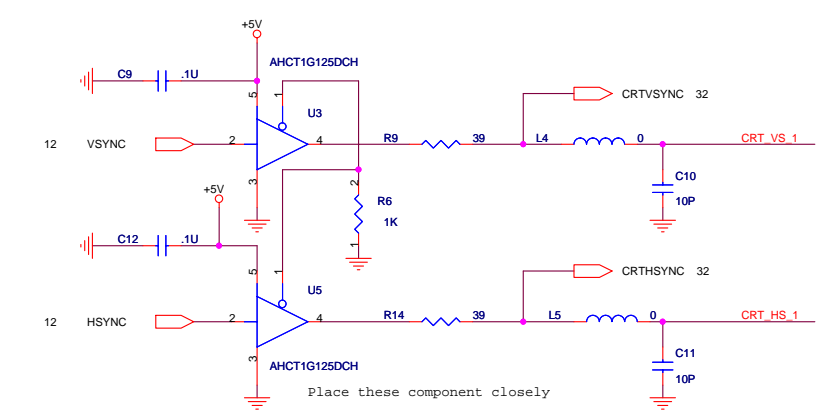 +5V
AHCT1G125DCH
C9 .1U
5 1 U3
12 VSYNC 2 4 R9 39 L4 0 CRT_VS_1
CRTVSYNC 32
3
+5V
2
R6
1K
1
C10
10P
C12 .1U
5 1 U5
CRTHSYNC 32
12 HSYNC 2 4 R14 39 L5 0 CRT_HS_1
3
AHCT1G125DCH
C11
10P
Place these component closely